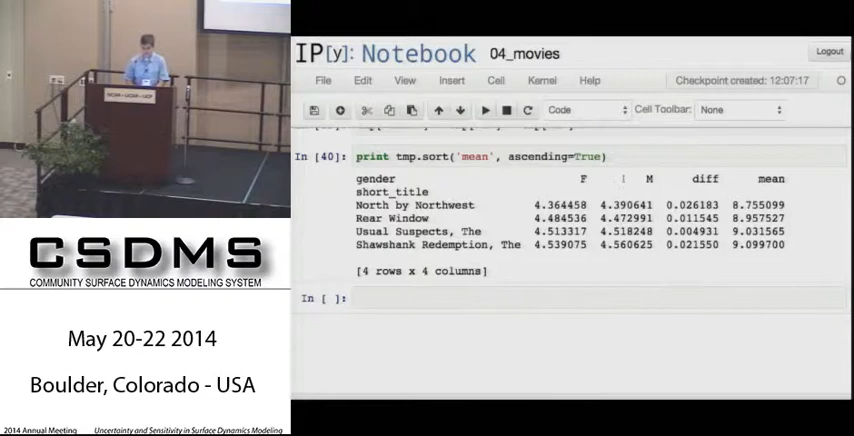 IP[y]: Notebook 04_movies
Logout
File Edit View Insert Cell Kernel Help
Checkpoint created: 12:07:17
Code
Cell Toolbar: None
In [40]: print tmp.sort('mean', ascending=True)
gender F M diff mean
short_title
North by Northwest 4.364458 4.390641 0.026183 8.755099
Rear Window 4.484536 4.472991 0.011545 8.957527
Usual Suspects, The 4.513317 4.518248 0.004931 9.031565
Shawshank Redemption, The 4.539075 4.560625 0.021550 9.099700
[4 rows x 4 columns]
In [ ]:
CSDMS
COMMUNITY SURFACE DYNAMICS MODELING SYSTEM
May 20-22 2014
Boulder, Colorado - USA
2014 Annual Meeting Uncertainty and Sensitivity in Surface Dynamics Modeling